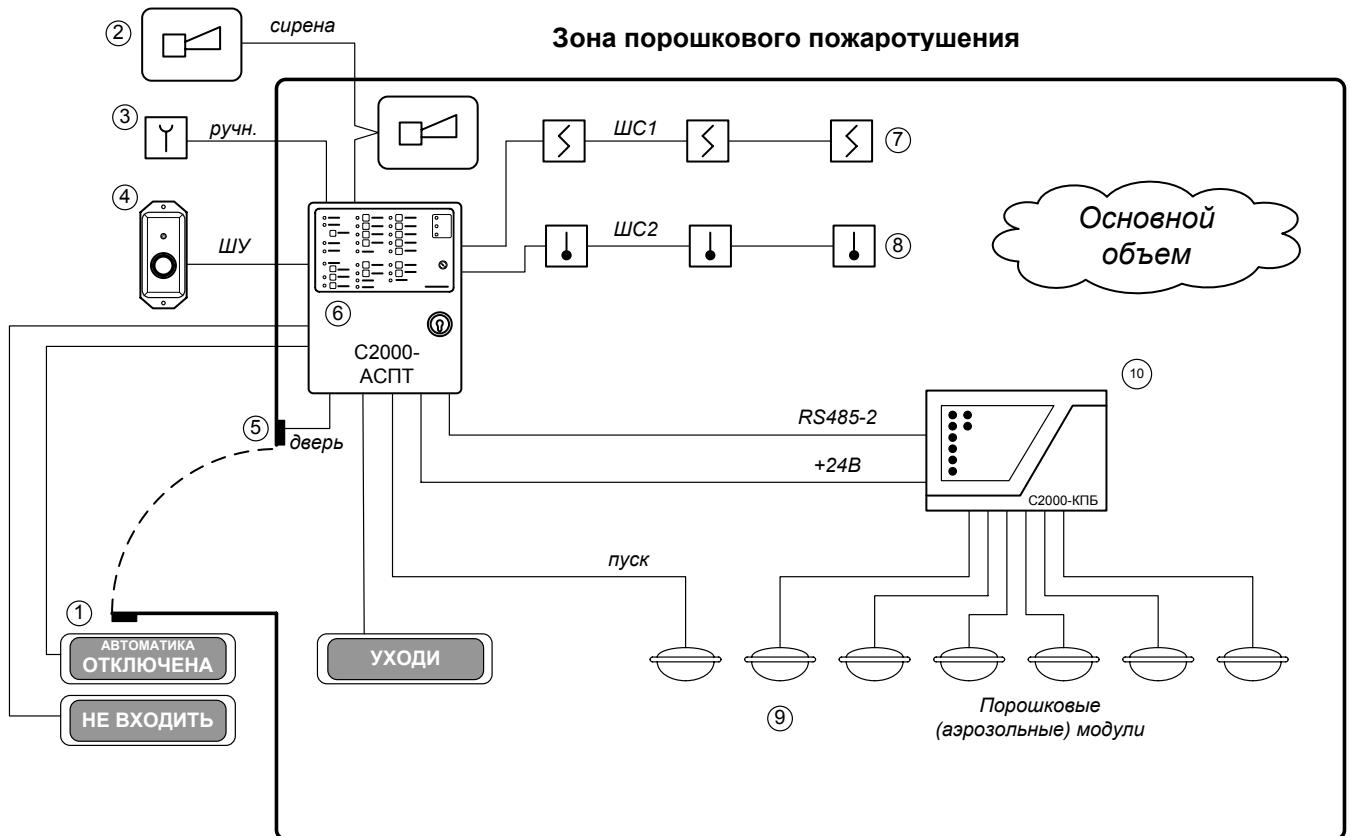 2
сирена
Зона порошкового пожаротушения
3
ручн.
ШС1
7
4
ШУ
ШС2
8
Основной
объем
6
С2000-
АСПТ
10
5
дверь
RS485-2
+24В
С2000-КПБ
пуск
1
АВТОМАТИКА
ОТКЛЮЧЕНА
УХОДИ
НЕ ВХОДИТЬ
9
Порошковые
(аэрозольные) модули